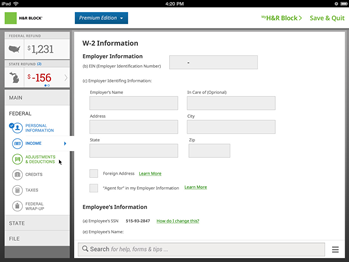 iPod
4:20 PM
H&R BLOCK
Premium Edition
MyH&R Block >
Save & Quit
FEDERAL REFUND
$1,231
STATE REFUND (2)
$-156
MAIN
FEDERAL
PERSONAL INFORMATION
INCOME
ADJUSTMENTS & DEDUCTIONS
CREDITS
TAXES
FEDERAL WRAP-UP
STATE
FILE
W-2 Information
Employer Information
(b) EIN (Employer Identification Number)
-
(c) Employer Identifying Information:
Employer's Name
In Care of (Optional)
Address
City
State
Zip
Foreign Address Learn More
"Agent for" in my Employer Information Learn More
Employee's Information
(a) Employee's SSN: 515-93-2847 How do I change this?
(e) Employee's Name:
Search for help, forms & tips ...